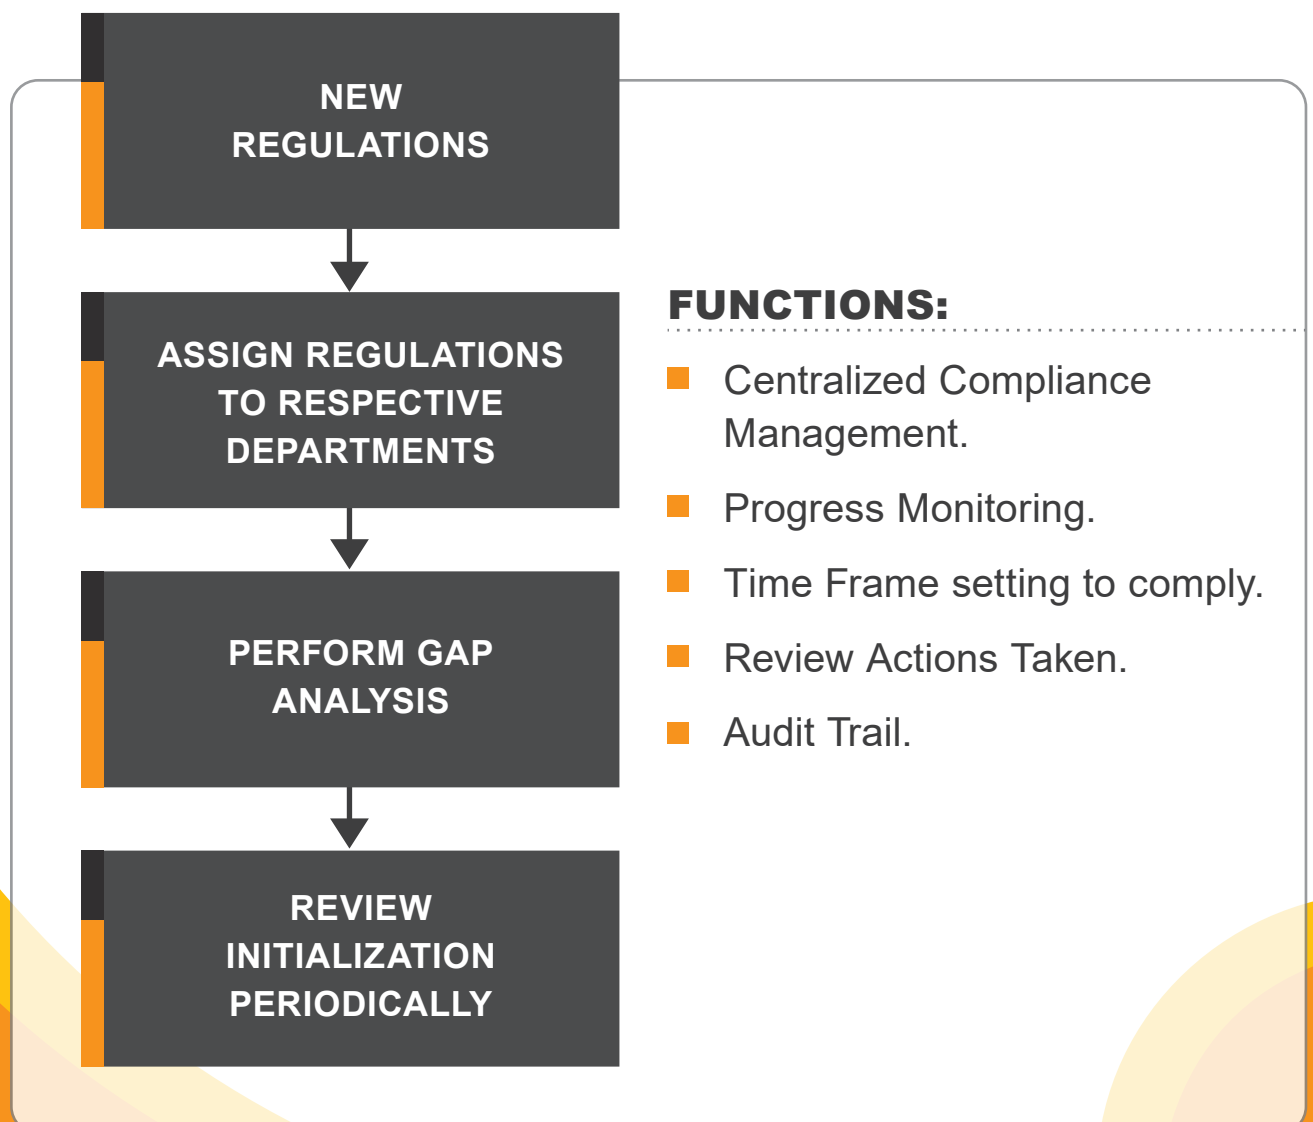 NEW
REGULATIONS
ASSIGN REGULATIONS
TO RESPECTIVE
DEPARTMENTS
PERFORM GAP
ANALYSIS
REVIEW
INITIALIZATION
PERIODICALLY
FUNCTIONS:
Centralized Compliance
Management.
Progress Monitoring.
Time Frame setting to comply.
Review Actions Taken.
Audit Trail.